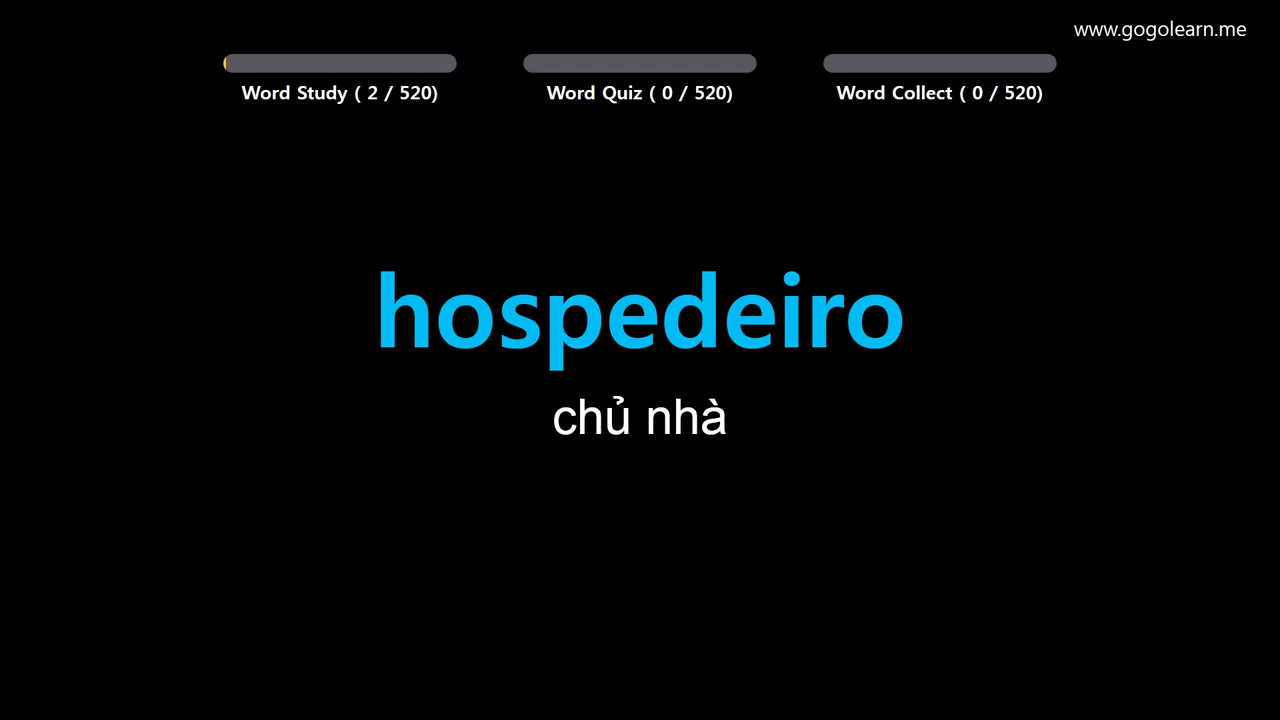 www.gogolearn.me
Word Study ( 2 / 520)
Word Quiz ( 0 / 520)
Word Collect ( 0 / 520)
hospedeiro
chủ nhà